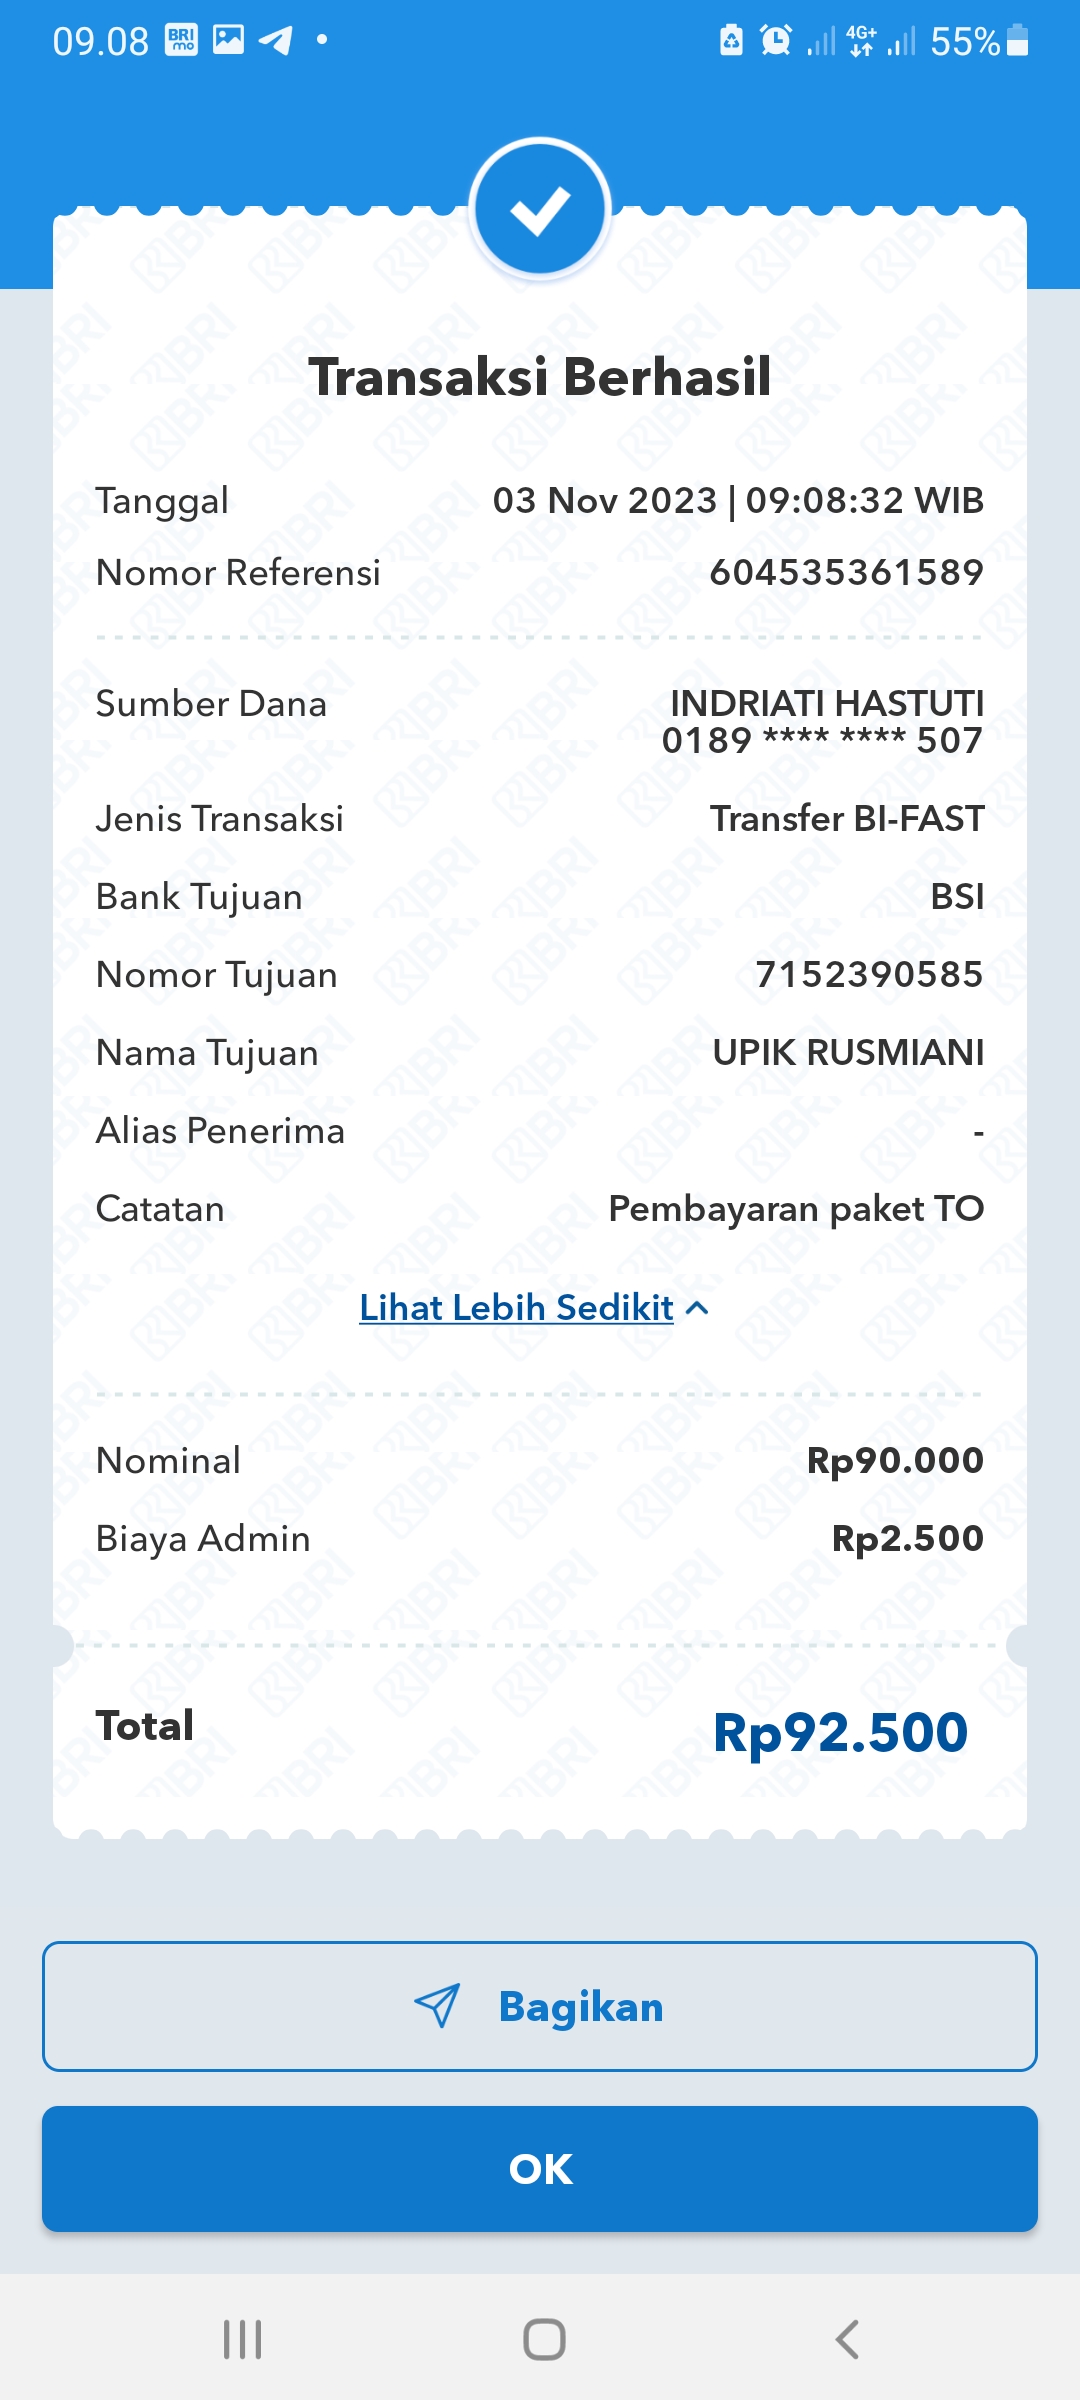 09.08 BRI mo 4G+ 55%
Transaksi Berhasil
Tanggal 03 Nov 2023 | 09:08:32 WIB
Nomor Referensi 604535361589
Sumber Dana INDRIATI HASTUTI
0189 **** **** 507
Jenis Transaksi Transfer BI-FAST
Bank Tujuan BSI
Nomor Tujuan 7152390585
Nama Tujuan UPIK RUSMIANI
Alias Penerima -
Catatan Pembayaran paket TO
Lihat Lebih Sedikit
Nominal Rp90.000
Biaya Admin Rp2.500
Total Rp92.500
Bagikan
OK